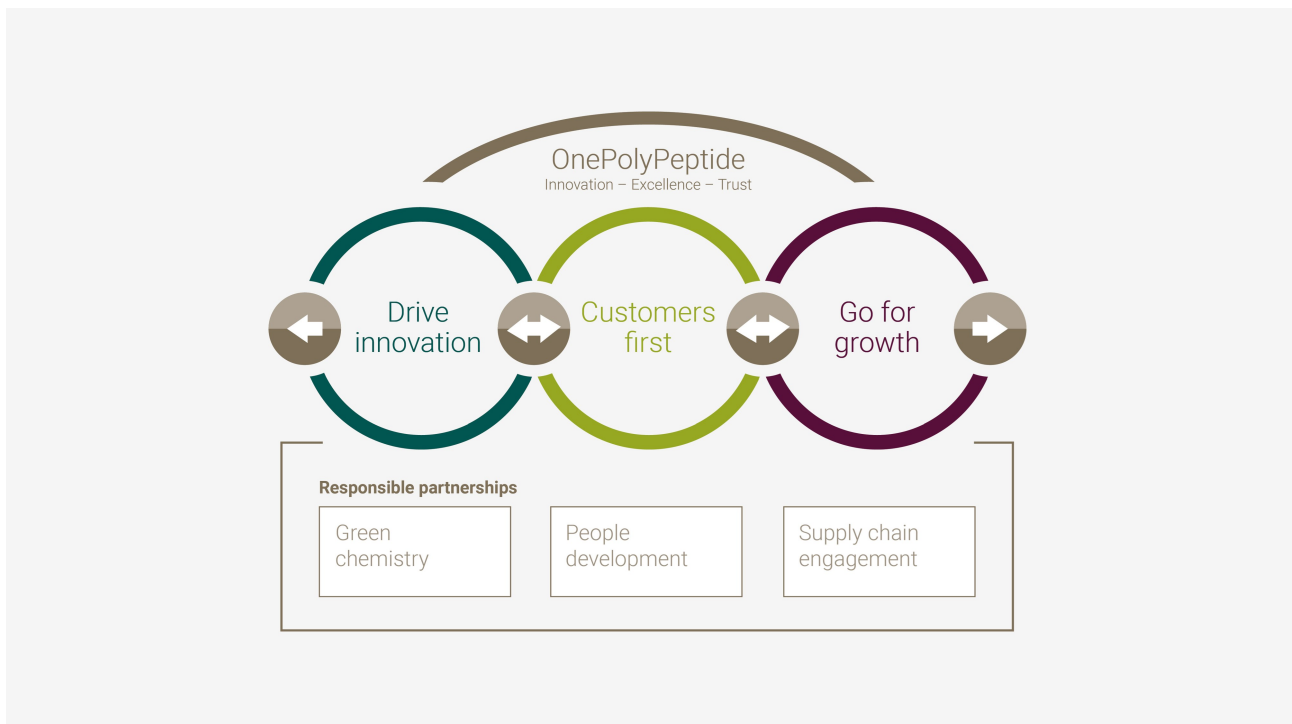 OnePolyPeptide
Innovation – Excellence – Trust
Drive
innovation
Customers
first
Go for
growth
Responsible partnerships
Green
chemistry
People
development
Supply chain
engagement